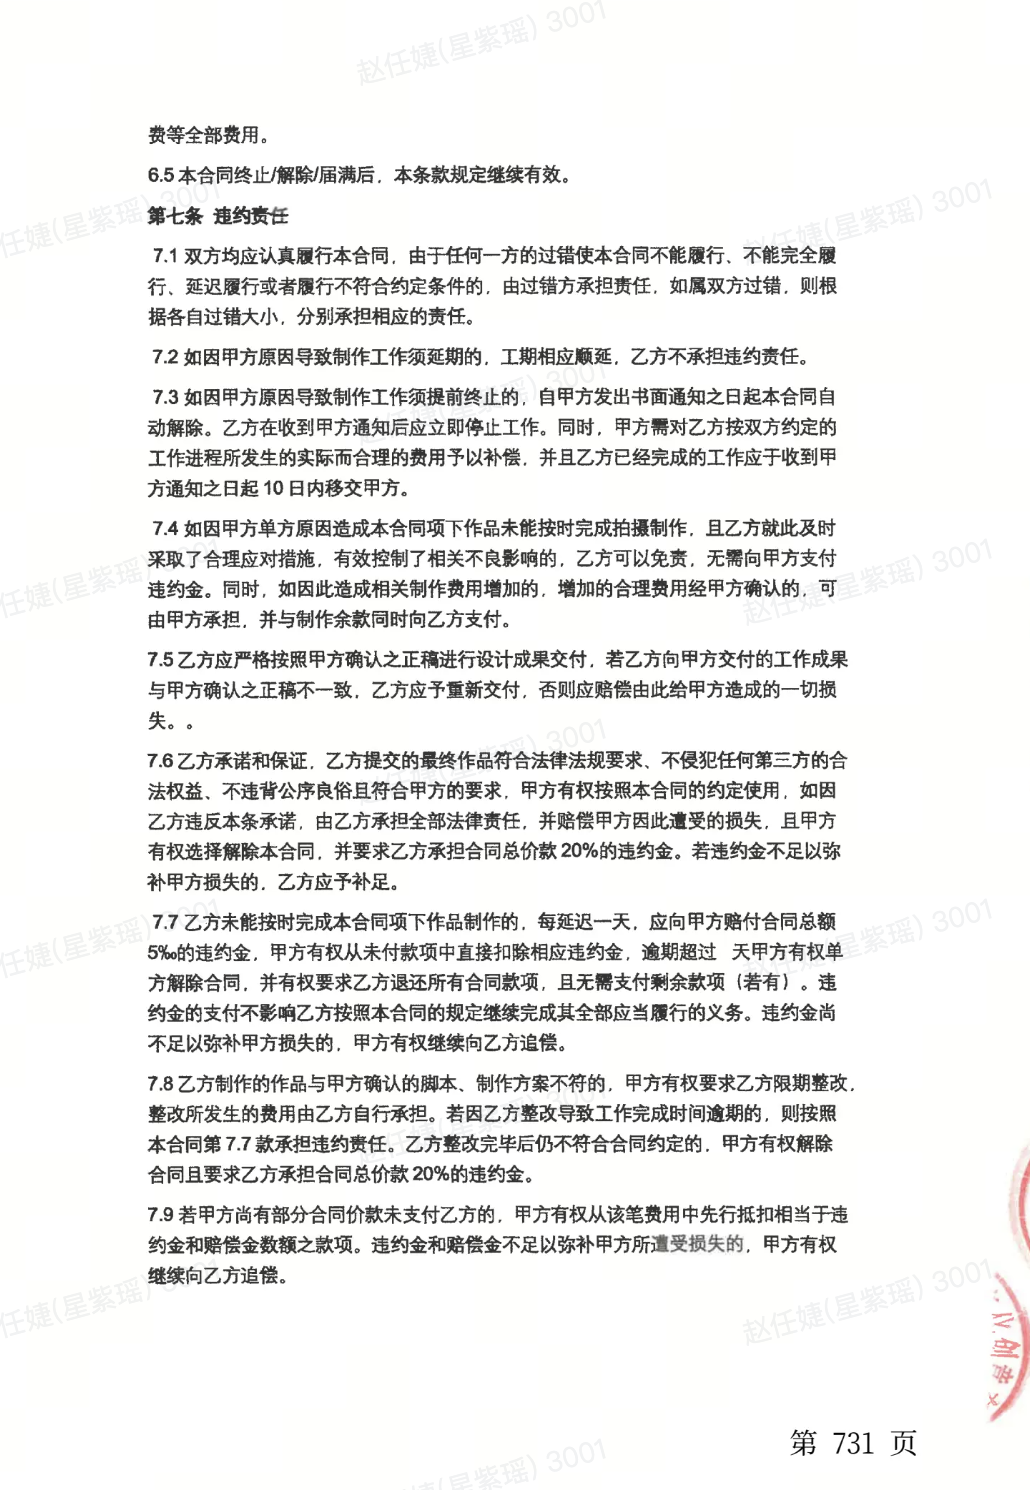 赵任婕(星紫瑶) 3001
费等全部费用。
6.5 本合同终止/解除/届满后，本条款规定继续有效。
第七条 违约责任
7.1 双方均应认真履行本合同，由于任何一方的过错使本合同不能履行、不能完全履
行、延迟履行或者履行不符合约定条件的，由过错方承担责任，如属双方过错，则根
据各自过错大小，分别承担相应的责任。
7.2 如因甲方原因导致制作工作须延期的，工期相应顺延，乙方不承担违约责任。
7.3 如因甲方原因导致制作工作须提前终止的，自甲方发出书面通知之日起本合同自
动解除。乙方在收到甲方通知后应立即停止工作。同时，甲方需对乙方按双方约定的
工作进程所发生的实际而合理的费用予以补偿，并且乙方已经完成的工作应于收到甲
方通知之日起 10 日内移交甲方。
7.4 如因甲方单方原因造成本合同项下作品未能按时完成拍摄制作，且乙方就此及时
采取了合理应对措施，有效控制了相关不良影响的，乙方可以免责，无需向甲方支付
违约金。同时，如因此造成相关制作费用增加的，增加的合理费用经甲方确认的，可
由甲方承担，并与制作余款同时向乙方支付。
7.5 乙方应严格按照甲方确认之正稿进行设计成果交付，若乙方向甲方交付的工作成果
与甲方确认之正稿不一致，乙方应予重新交付，否则应赔偿由此给甲方造成的一切损
失。。
7.6 乙方承诺和保证，乙方提交的最终作品符合法律法规要求、不侵犯任何第三方的合
法权益、不违背公序良俗且符合甲方的要求，甲方有权按照本合同的约定使用，如因
乙方违反本条承诺，由乙方承担全部法律责任，并赔偿甲方因此遭受的损失，且甲方
有权选择解除本合同，并要求乙方承担合同总价款 20%的违约金。若违约金不足以弥
补甲方损失的，乙方应予补足。
7.7 乙方未能按时完成本合同项下作品制作的，每延迟一天，应向甲方赔付合同总额
5‰的违约金，甲方有权从未付款项中直接扣除相应违约金，逾期超过 天甲方有权单
方解除合同，并有权要求乙方退还所有合同款项，且无需支付剩余款项（若有）。违
约金的支付不影响乙方按照本合同的规定继续完成其全部应当履行的义务。违约金尚
不足以弥补甲方损失的，甲方有权继续向乙方追偿。
7.8 乙方制作的作品与甲方确认的脚本、制作方案不符的，甲方有权要求乙方限期整改，
整改所发生的费用由乙方自行承担。若因乙方整改导致工作完成时间逾期的，则按照
本合同第 7.7 款承担违约责任。乙方整改完毕后仍不符合合同约定的，甲方有权解除
合同且要求乙方承担合同总价款 20%的违约金。
7.9 若甲方尚有部分合同价款未支付乙方的，甲方有权从该笔费用中先行抵扣相当于违
约金和赔偿金数额之款项。违约金和赔偿金不足以弥补甲方所遭受损失的，甲方有权
继续向乙方追偿。
第 731 页